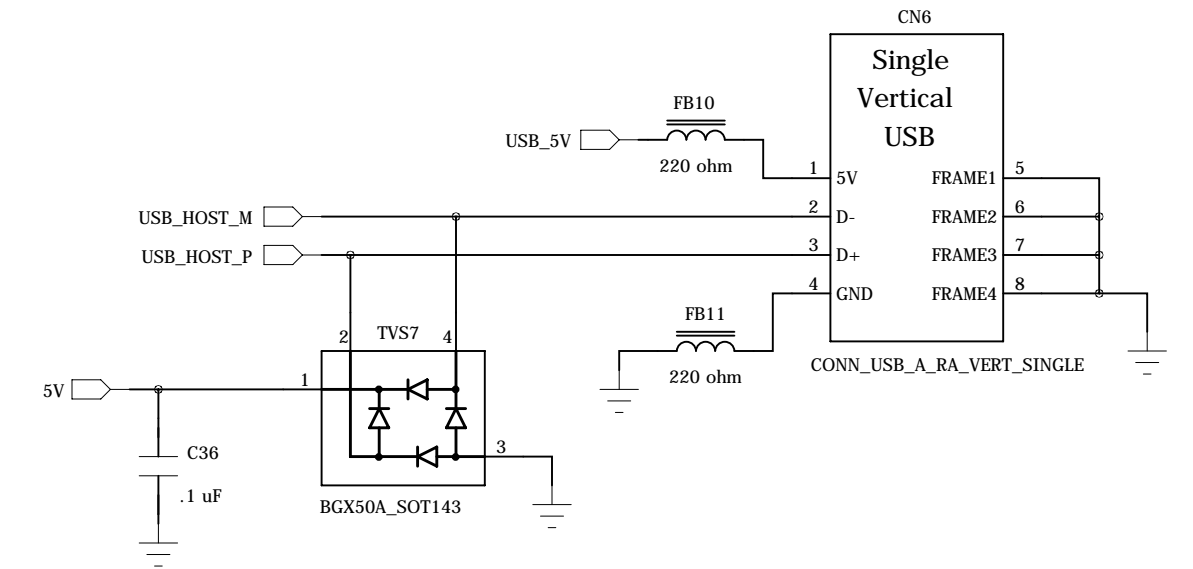 CN6
Single
Vertical
USB
FB10
USB_5V
220 ohm
1
5V
FRAME1
5
USB_HOST_M
2
D-
FRAME2
6
USB_HOST_P
3
D+
FRAME3
7
4
GND
FRAME4
8
FB11
220 ohm
CONN_USB_A_RA_VERT_SINGLE
2
TVS7
4
5V
1
3
C36
.1 uF
BGX50A_SOT143